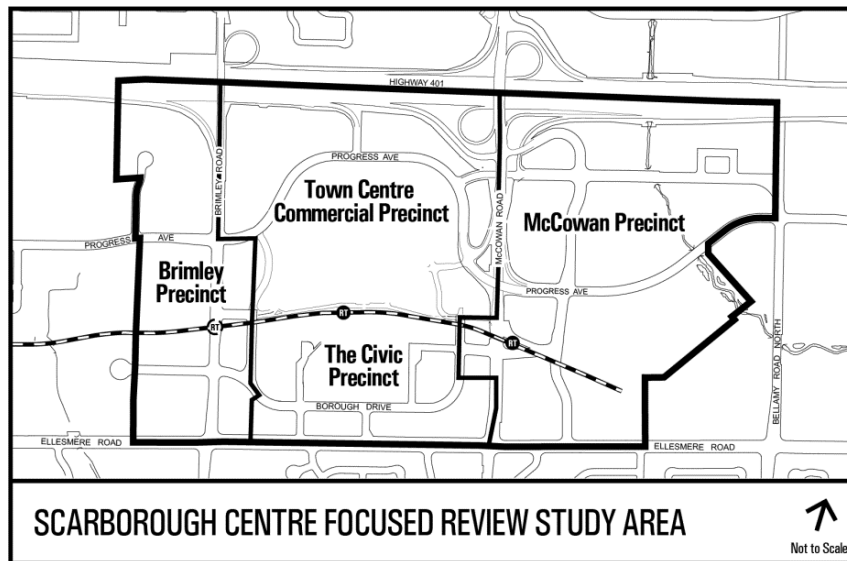 HIGHWAY 401
PROGRESS AVE
BRIMLEY ROAD
Town Centre
Commercial Precinct
McCOWAN ROAD
McCowan Precinct
PROGRESS AVE
Brimley
Precinct
PROGRESS AVE
RT
RT
RT
The Civic
Precinct
BOROUGH DRIVE
BELLAMY ROAD NORTH
ELLESMERE ROAD
ELLESMERE ROAD
SCARBOROUGH CENTRE FOCUSED REVIEW STUDY AREA
Not to Scale